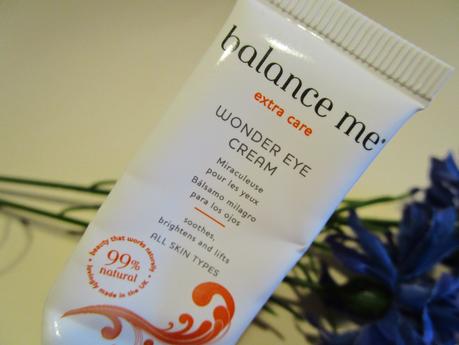 balance me®
extra care
WONDER EYE
CREAM
Miraculeuse
pour les yeux
Bálsamo milagro
para los ojos
soothes,
brightens and lifts
ALL SKIN TYPES
beauty that works naturally
99%
natural
lovingly made in the UK